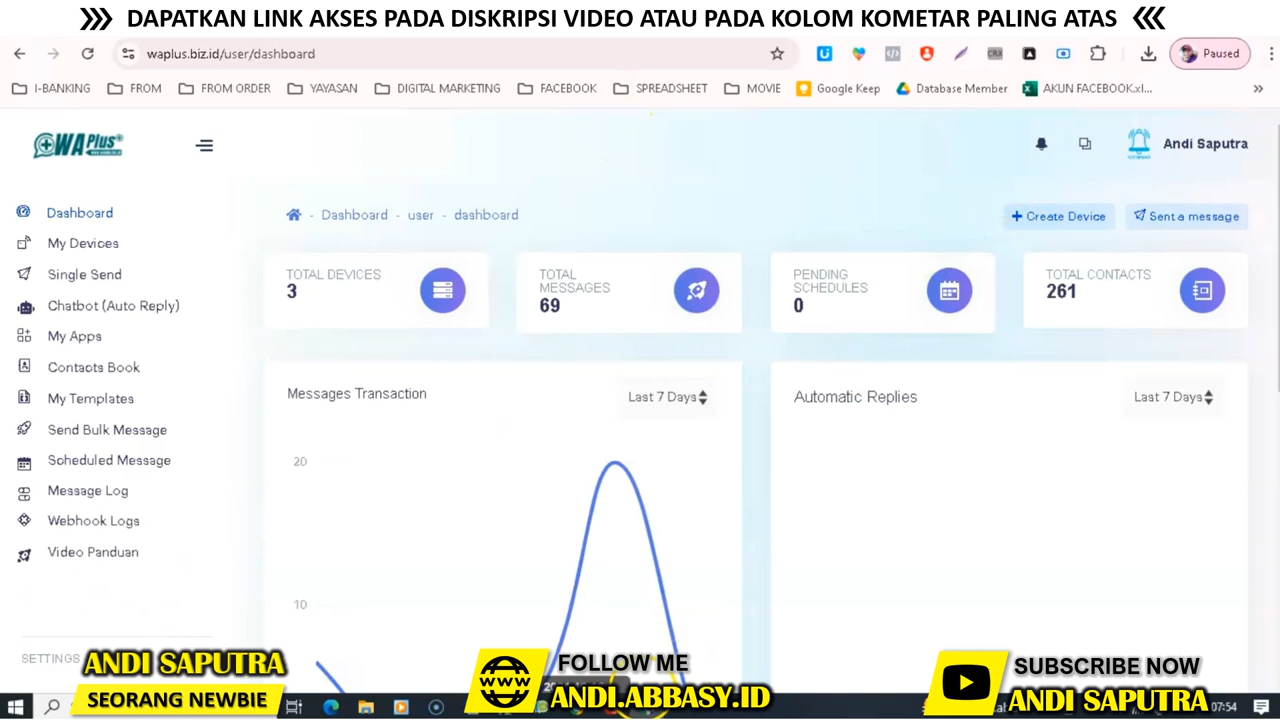 DAPATKAN LINK AKSES PADA DISKRIPSI VIDEO ATAU PADA KOLOM KOMETAR PALING ATAS
waplus.biz.id/user/dashboard
Paused
I-BANKING
FROM
FROM ORDER
YAYASAN
DIGITAL MARKETING
FACEBOOK
SPREADSHEET
MOVIE
Google Keep
Database Member
AKUN FACEBOOK.xl...
WA Plus+
Andi Saputra
Dashboard
My Devices
Single Send
Chatbot (Auto Reply)
My Apps
Contacts Book
My Templates
Send Bulk Message
Scheduled Message
Message Log
Webhook Logs
Video Panduan
SETTINGS
- Dashboard - user - dashboard
+ Create Device
Sent a message
TOTAL DEVICES
3
TOTAL
MESSAGES
69
PENDING
SCHEDULES
0
TOTAL CONTACTS
261
Messages Transaction
Last 7 Days
20
10
Automatic Replies
Last 7 Days
ANDI SAPUTRA
SEORANG NEWBIE
WWW
FOLLOW ME
ANDI.ABBASY.ID
SUBSCRIBE NOW
ANDI SAPUTRA
07:54